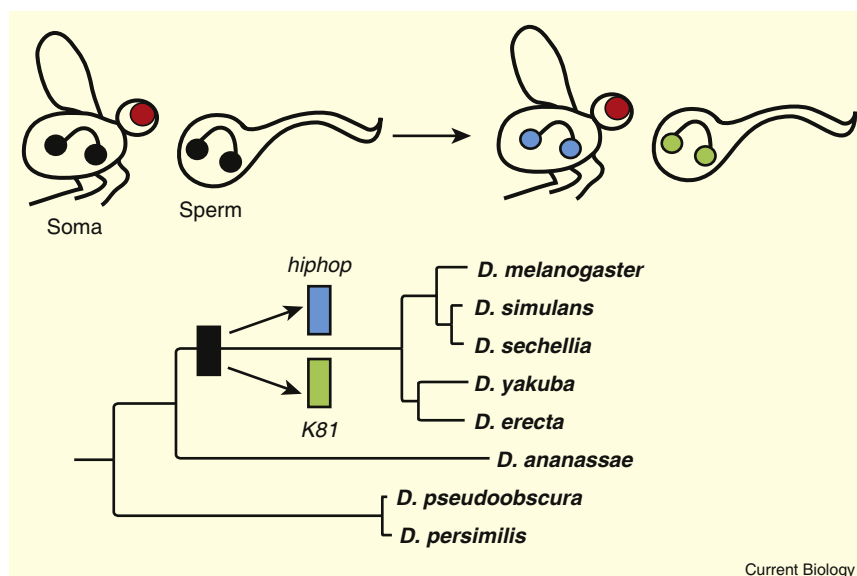 Soma
Sperm
hiphop
K81
D. melanogaster
D. simulans
D. sechellia
D. yakuba
D. erecta
D. ananassae
D. pseudoobscura
D. persimilis
Current Biology